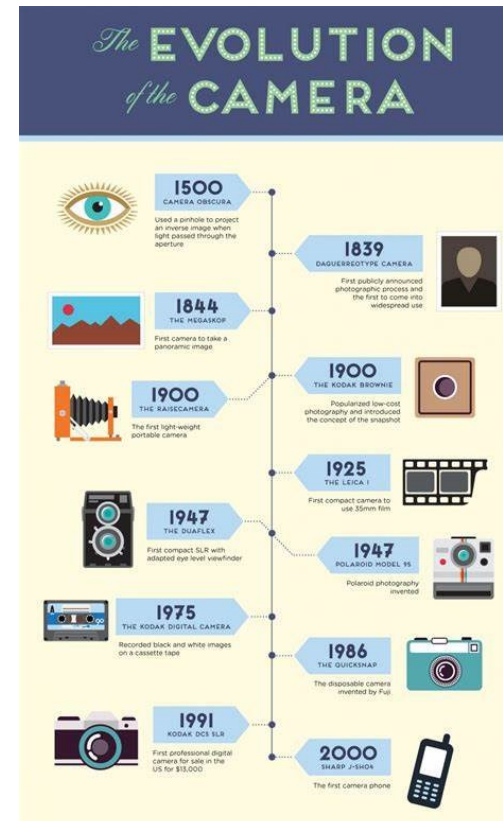 The EVOLUTION
of the CAMERA
1500
CAMERA OBSCURA
Used a pinhole to project
an inverse image when
light passed through the
aperture
1839
DAGUERREOTYPE CAMERA
First publicly announced
photographic process and
the first to come into
widespread use
1844
THE MEGASKOP
First camera to take a
panoramic image
1900
THE KODAK BROWNIE
Popularized low-cost
photography and introduced
the concept of the snapshot
1900
THE RAISECAMERA
The first light-weight
portable camera
1925
THE LEICA I
First compact camera to
use 35mm film
1947
THE DUAFLEX
First compact SLR with
adapted eye level viewfinder
1947
POLAROID MODEL 95
Polaroid photography
invented
1975
THE KODAK DIGITAL CAMERA
Recorded black and white images
on a cassette tape
A
1986
THE QUICKSNAP
The disposable camera
invented by Fuji
1991
KODAK DCS SLR
First professional digital
camera for sale in the
US for $13,000
2000
SHARP J-SH04
The first camera phone